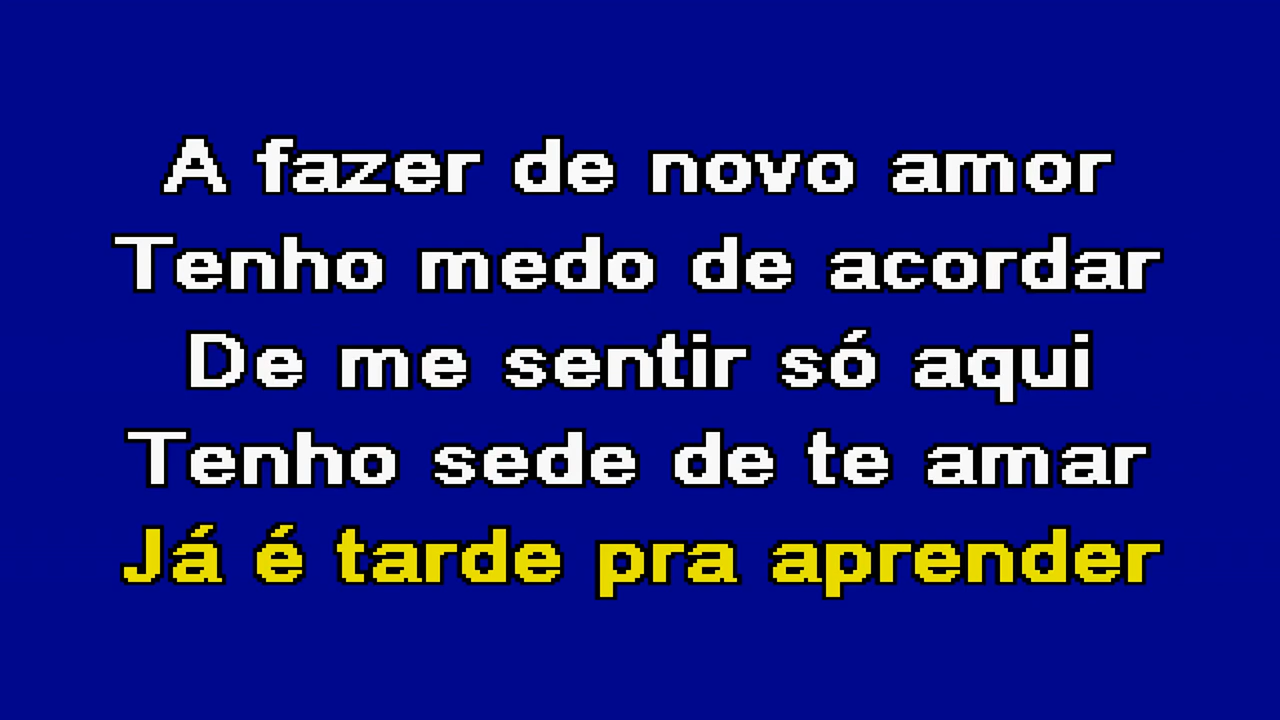 A fazer de novo amor
Tenho medo de acordar
De me sentir só aqui
Tenho sede de te amar
Já é tarde pra aprender